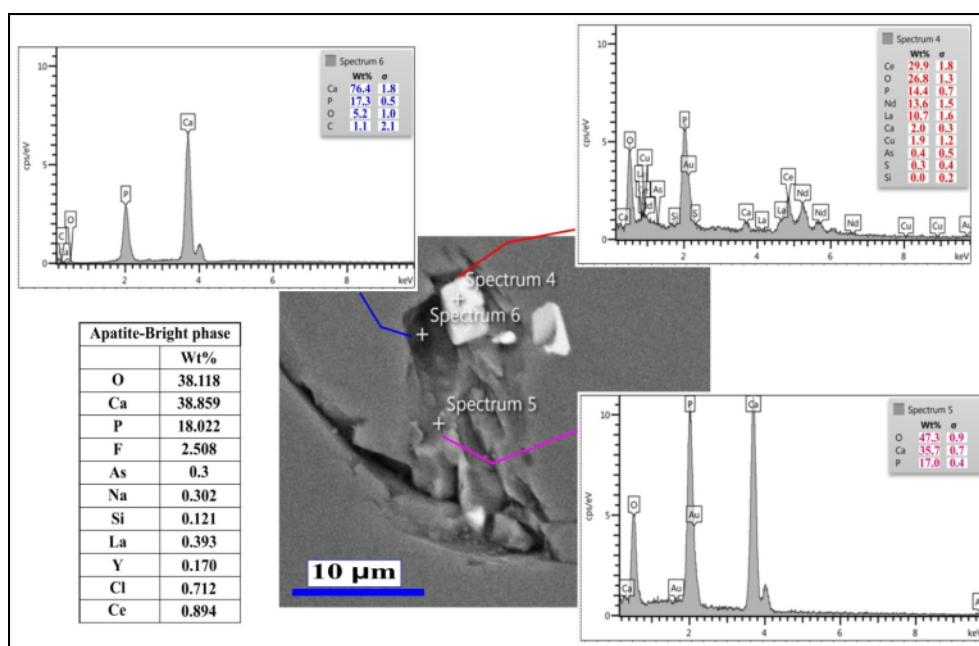 Spectrum 6
Wt% σ
Ca 76.4 1.8
P 17.3 0.5
O 5.2 1.0
C 1.1 2.1
10
5
0
cps/eV
C
Ca
O
P
Ca
2 4 6 8 keV
Spectrum 4
Wt% σ
Ce 29.9 1.8
O 26.8 1.3
P 14.4 0.7
Nd 13.6 1.5
La 10.7 1.6
Ca 2.0 0.3
Cu 1.9 1.2
As 0.4 0.5
S 0.3 0.4
Si 0.0 0.2
10
5
0
cps/eV
Ca
O
Cu
As
Si
P
Au
S
Ca
La
Ce
Nd
Nd
Nd
Cu
Cu
2 4 6 8 keV
Spectrum 4
Spectrum 6
Spectrum 5
10 µm
Apatite-Bright phase
Wt%
O 38.118
Ca 38.859
P 18.022
F 2.508
As 0.3
Na 0.302
Si 0.121
La 0.393
Y 0.170
Cl 0.712
Ce 0.894
Spectrum 5
Wt% σ
O 47.3 0.9
Ca 35.7 0.7
P 17.0 0.4
10
5
0
cps/eV
Ca
O
Au
P
Au
Ca
2 4 6 8 keV